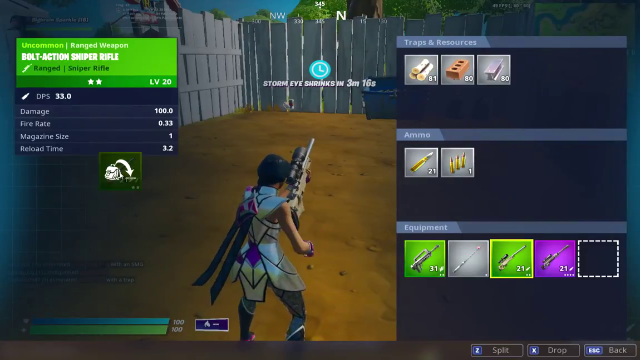 345
NW
N
Uncommon | Ranged Weapon
BOLT-ACTION SNIPER RIFLE
Ranged | Sniper Rifle
LV 20
DPS 33.0
Damage 100.0
Fire Rate 0.33
Magazine Size 1
Reload Time 3.2
STORM EYE SHRINKS IN 3m 16s
Traps & Resources
81 80 80
Ammo
21 1
Equipment
31 21 21
100
100
Z Split X Drop ESC Back